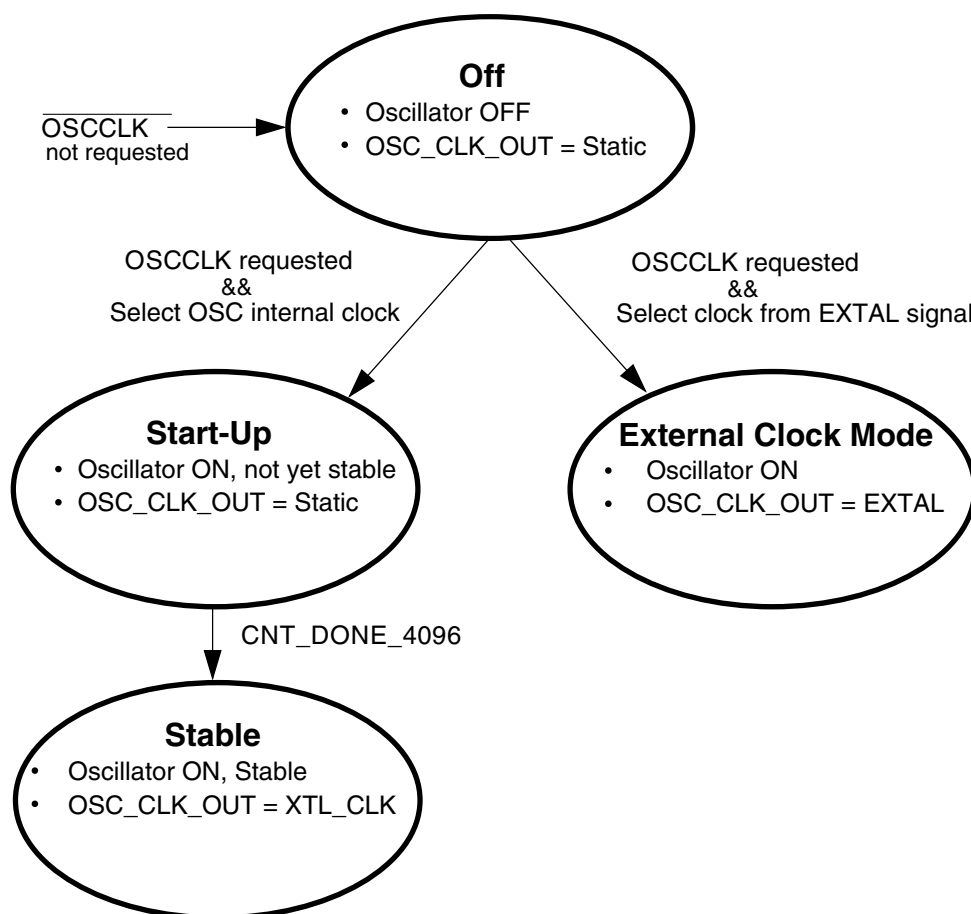 Off
• Oscillator OFF
• OSC_CLK_OUT = Static
OSCCLK
not requested
OSCCLK requested
&&
Select OSC internal clock
OSCCLK requested
&&
Select clock from EXTAL signal
Start-Up
• Oscillator ON, not yet stable
• OSC_CLK_OUT = Static
External Clock Mode
• Oscillator ON
• OSC_CLK_OUT = EXTAL
CNT_DONE_4096
Stable
• Oscillator ON, Stable
• OSC_CLK_OUT = XTL_CLK